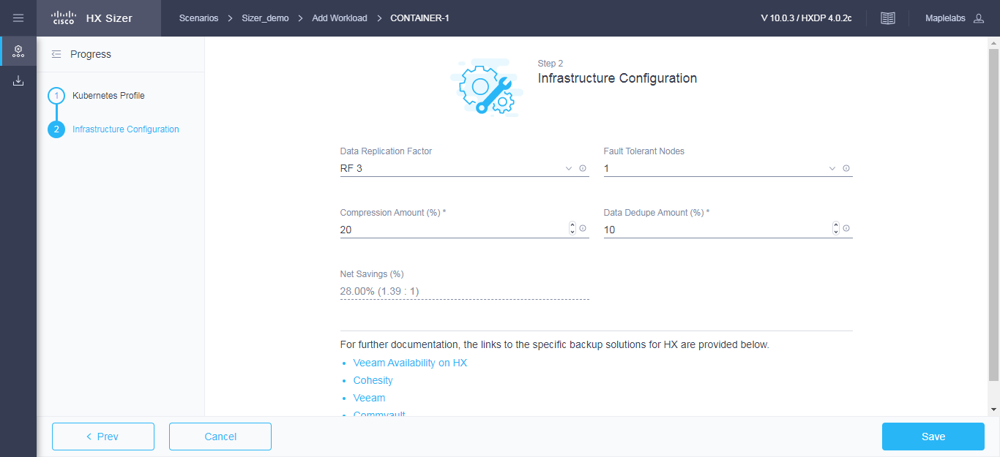 CISCO
HX Sizer
Scenarios > Sizer_demo > Add Workload > CONTAINER-1
V 10.0.3 / HXDP 4.0.2c
Maplelabs
Progress
1 Kubernetes Profile
2 Infrastructure Configuration
Step 2
Infrastructure Configuration
Data Replication Factor
RF 3
Fault Tolerant Nodes
1
Compression Amount (%) *
20
Data Dedupe Amount (%) *
10
Net Savings (%)
28.00% (1.39 : 1)
For further documentation, the links to the specific backup solutions for HX are provided below.
• Veeam Availability on HX
• Cohesity
• Veeam
• Commvault
< Prev
Cancel
Save